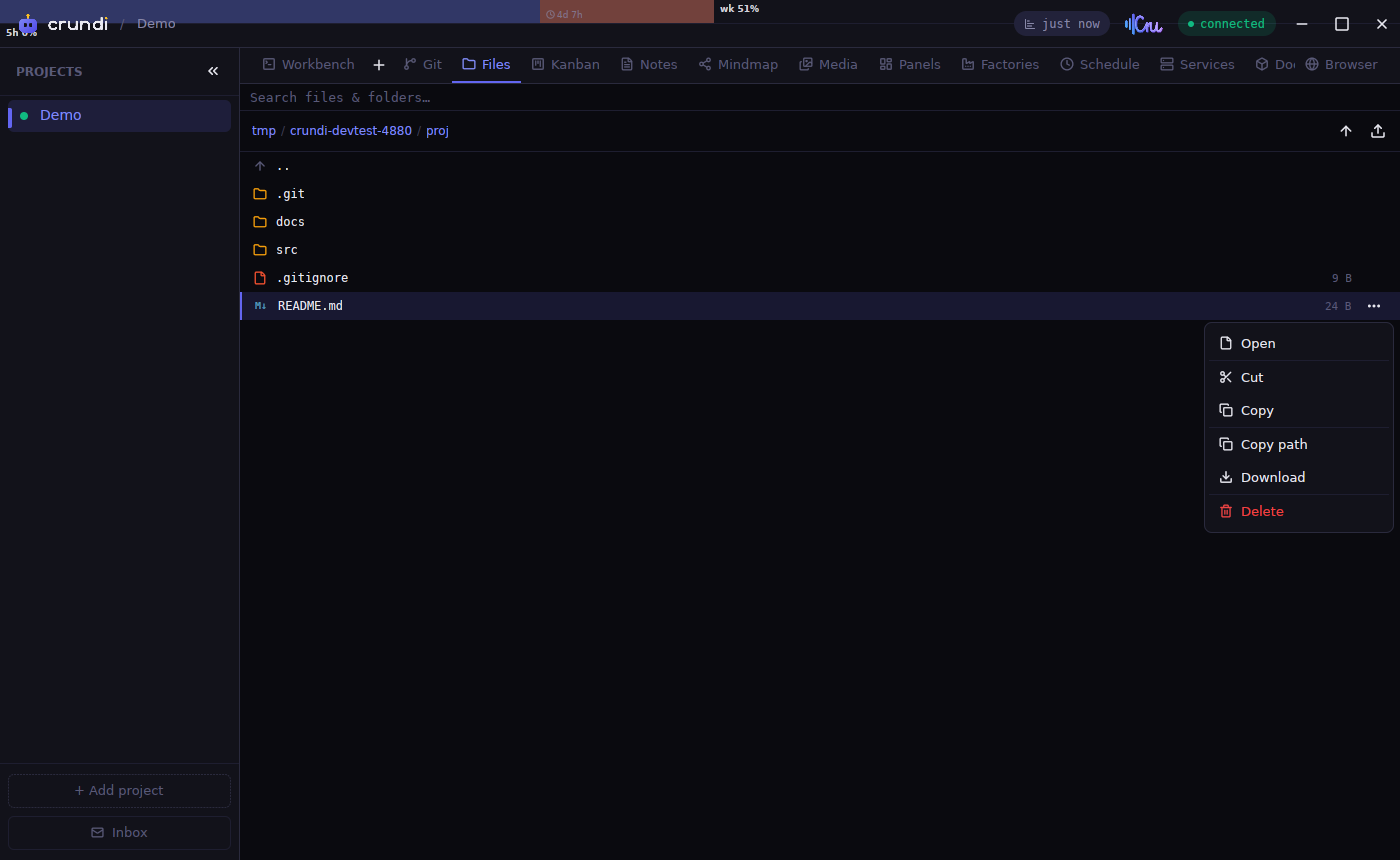 4d 7h
wk 51%
crundi / Demo
just now
Cru
connected
PROJECTS
Workbench
Git
Files
Kanban
Notes
Mindmap
Media
Panels
Factories
Schedule
Services
Browser
Demo
Search files & folders…
tmp / crundi-devtest-4880 / proj
..
.git
docs
src
.gitignore 9 B
M↓ README.md 24 B
Open
Cut
Copy
Copy path
Download
Delete
+ Add project
Inbox